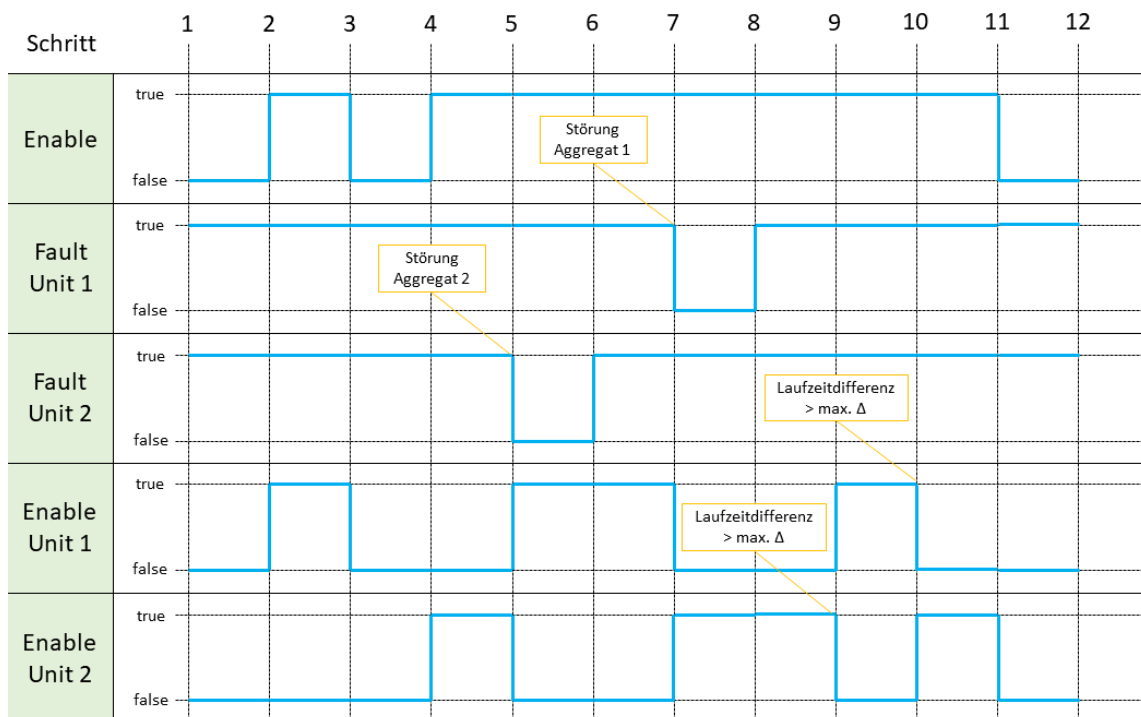 1 2 3 4 5 6 7 8 9 10 11 12
Schritt
true
Enable
false
Störung
Aggregat 1
true
Fault
Unit 1
false
Störung
Aggregat 2
true
Fault
Unit 2
false
Laufzeitdifferenz
> max. Δ
true
Enable
Unit 1
false
Laufzeitdifferenz
> max. Δ
true
Enable
Unit 2
false